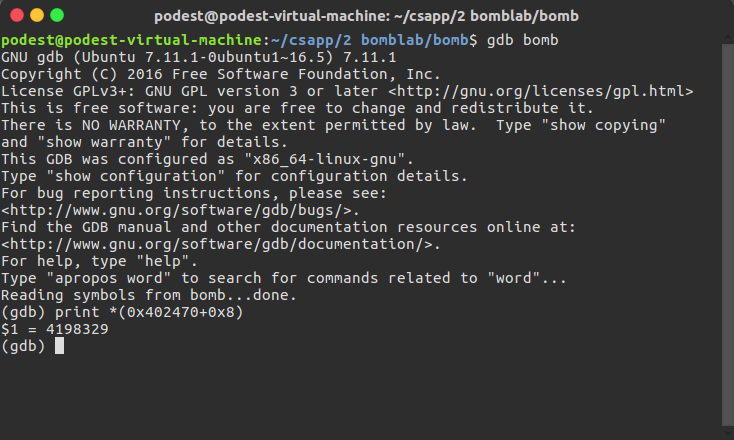 podest@podest-virtual-machine: ~/csapp/2 bomblab/bomb
podest@podest-virtual-machine:~/csapp/2 bomblab/bomb$ gdb bomb
GNU gdb (Ubuntu 7.11.1-0ubuntu1~16.5) 7.11.1
Copyright (C) 2016 Free Software Foundation, Inc.
License GPLv3+: GNU GPL version 3 or later <http://gnu.org/licenses/gpl.html>
This is free software: you are free to change and redistribute it.
There is NO WARRANTY, to the extent permitted by law.  Type "show copying"
and "show warranty" for details.
This GDB was configured as "x86_64-linux-gnu".
Type "show configuration" for configuration details.
For bug reporting instructions, please see:
<http://www.gnu.org/software/gdb/bugs/>.
Find the GDB manual and other documentation resources online at:
<http://www.gnu.org/software/gdb/documentation/>.
For help, type "help".
Type "apropos word" to search for commands related to "word"...
Reading symbols from bomb...done.
(gdb) print *(0x402470+0x8)
$1 = 4198329
(gdb)